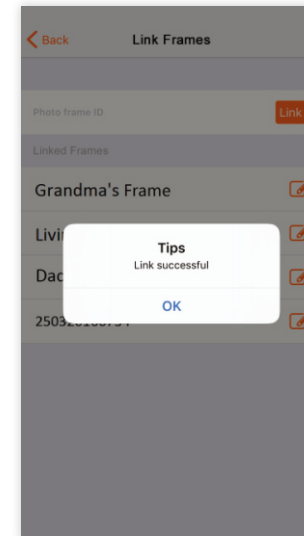 Back Link Frames
Photo frame ID Link
Linked Frames
Grandma's Frame
Tips
Link successful
OK